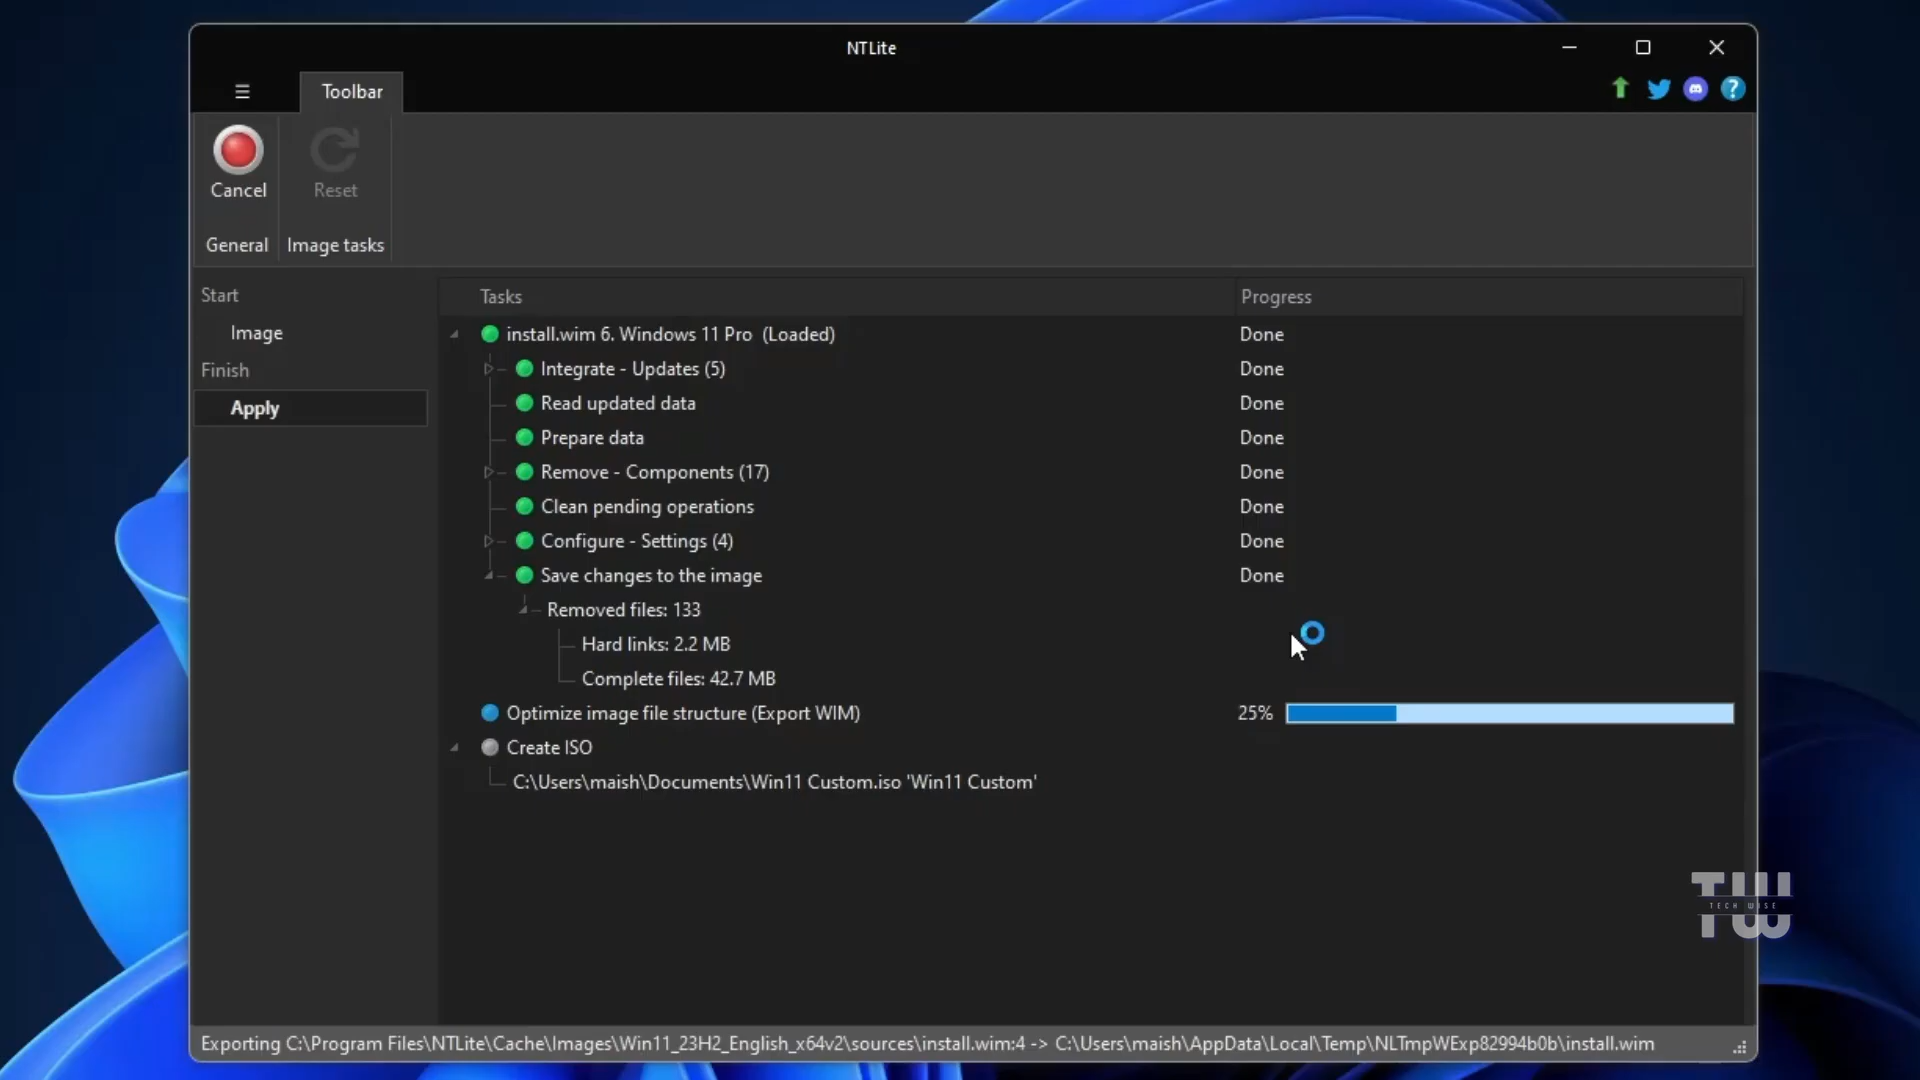 NTLite
Toolbar
Cancel
Reset
General
Image tasks
Start
Image
Finish
Apply
Tasks
Progress
install.wim 6. Windows 11 Pro (Loaded)
Done
Integrate - Updates (5)
Done
Read updated data
Done
Prepare data
Done
Remove - Components (17)
Done
Clean pending operations
Done
Configure - Settings (4)
Done
Save changes to the image
Done
Removed files: 133
Hard links: 2.2 MB
Complete files: 42.7 MB
Optimize image file structure (Export WIM)
25%
Create ISO
C:\Users\maish\Documents\Win11 Custom.iso 'Win11 Custom'
TW
TECH WISE
Exporting C:\Program Files\NTLite\Cache\Images\Win11_23H2_English_x64v2\sources\install.wim:4 -> C:\Users\maish\AppData\Local\Temp\NLTmpWExp82994b0b\install.wim